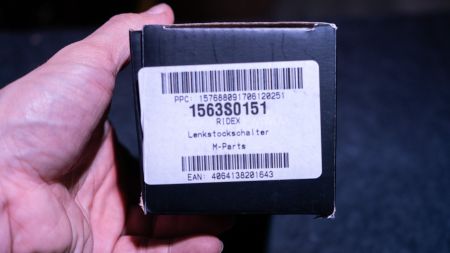 PPC: 157688091706120251
1563S0151
RIDEX
Lenkstockschalter
M-Parts
EAN: 4064138201643